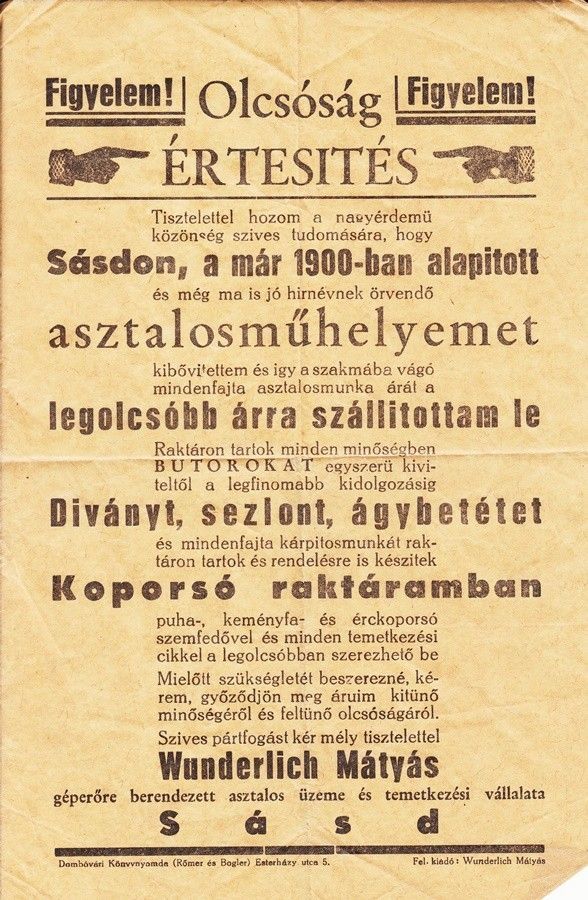 Figyelem! Olcsóság Figyelem!
ÉRTESITÉS
Tisztelettel hozom a nagyérdemü
közönség szives tudomására, hogy
Sásdon, a már 1900-ban alapitott
és még ma is jó hirnévnek örvendő
asztalosműhelyemet
kibővitettem és igy a szakmába vágó
mindenfajta asztalosmunka árát a
legolcsóbb árra szállitottam le
Raktáron tartok minden minőségben
BUTOROKAT egyszerü kivi-
teltől a legfinomabb kidolgozásig
Diványt, sezlont, ágybetétet
és mindenfajta kárpitosmunkát rak-
táron tartok és rendelésre is készitek
Koporsó raktáramban
puha-, keményfa- és érckoporsó
szemfedővel és minden temetkezési
cikkel a legolcsóbban szerezhető be
Mielőtt szükségletét beszerezné, ké-
rem, győződjön meg áruim kitünő
minőségéről és feltünő olcsóságáról.
Szives pártfogást kér mély tisztelettel
Wunderlich Mátyás
géperőre berendezett asztalos üzeme és temetkezési vállalata
Sásd
Dombóvári Könyvnyomda (Rőmer és Bogler) Esterházy utca 5. Fel. kiadó: Wunderlich Mátyás